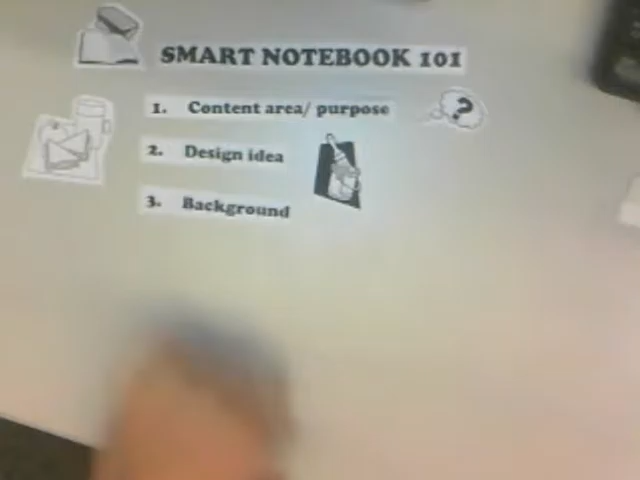 SMART NOTEBOOK 101
1. Content area/ purpose
?
2. Design idea
3. Background